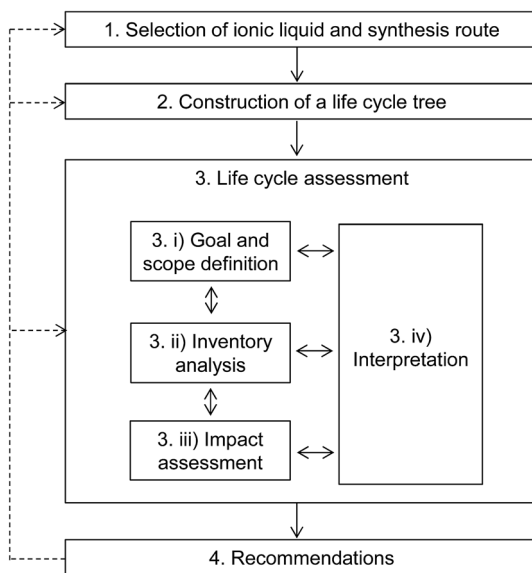 1. Selection of ionic liquid and synthesis route
2. Construction of a life cycle tree
3. Life cycle assessment
3. i) Goal and
scope definition
3. ii) Inventory
analysis
3. iii) Impact
assessment
3. iv)
Interpretation
4. Recommendations